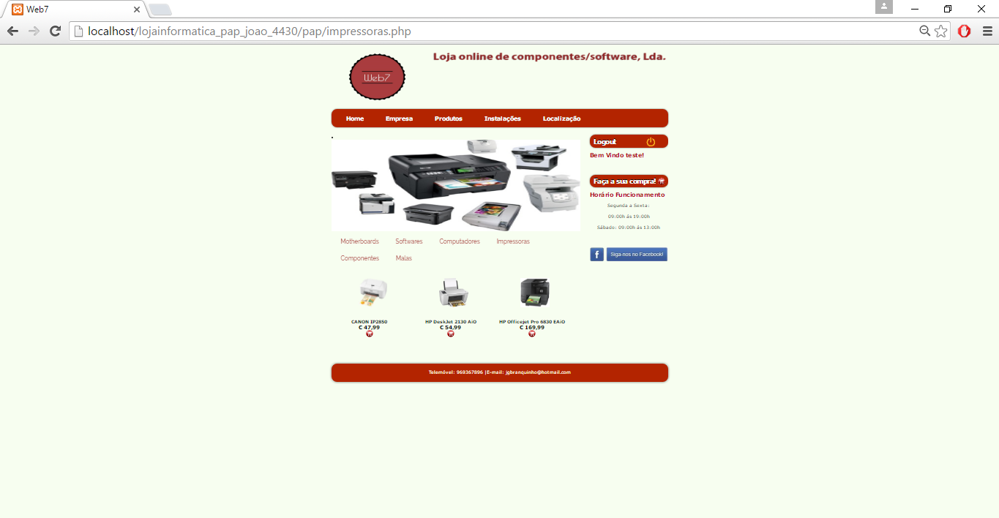 Web7
localhost/lojainformatica_pap_joao_4430/pap/impressoras.php
Loja online de componentes/software, Lda.
Web7
Home Empresa Produtos Instalações Localização
Logout
Bem Vindo teste!
Faça a sua compra!
Horário Funcionamento
Segunda a Sexta:
09:00h ás 19:00h
Sábado: 09:00h ás 13:00h
Siga-nos no Facebook!
Motherboards Softwares Computadores Impressoras
Componentes Malas
CANON IP2850 HP DeskJet 2130 AiO HP Officejet Pro 6830 EAiO
€ 47,99 € 54,99 € 169,99
Telemóvel: 969367896 |E-mail: jgbranquinho@hotmail.com